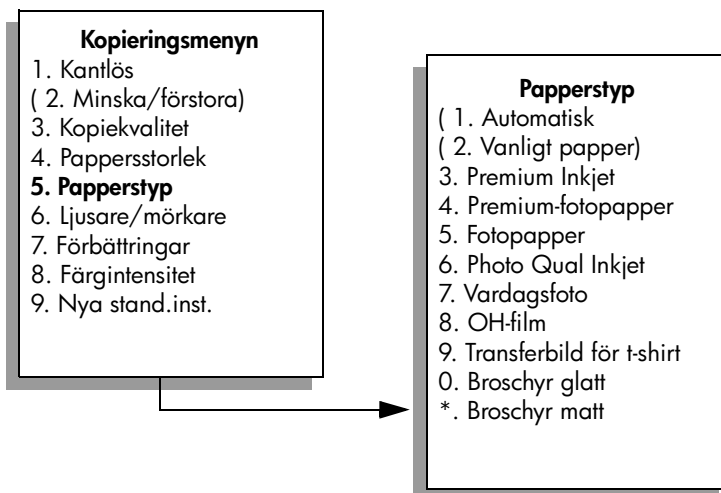 Kopieringsmenyn
1. Kantlös
( 2. Minska/förstora)
3. Kopiekvalitet
4. Pappersstorlek
5. Papperstyp
6. Ljusare/mörkare
7. Förbättringar
8. Färgintensitet
9. Nya stand.inst.
Papperstyp
( 1. Automatisk
( 2. Vanligt papper)
3. Premium Inkjet
4. Premium-fotopapper
5. Fotopapper
6. Photo Qual Inkjet
7. Vardagsfoto
8. OH-film
9. Transferbild för t-shirt
0. Broschyr glatt
*. Broschyr matt